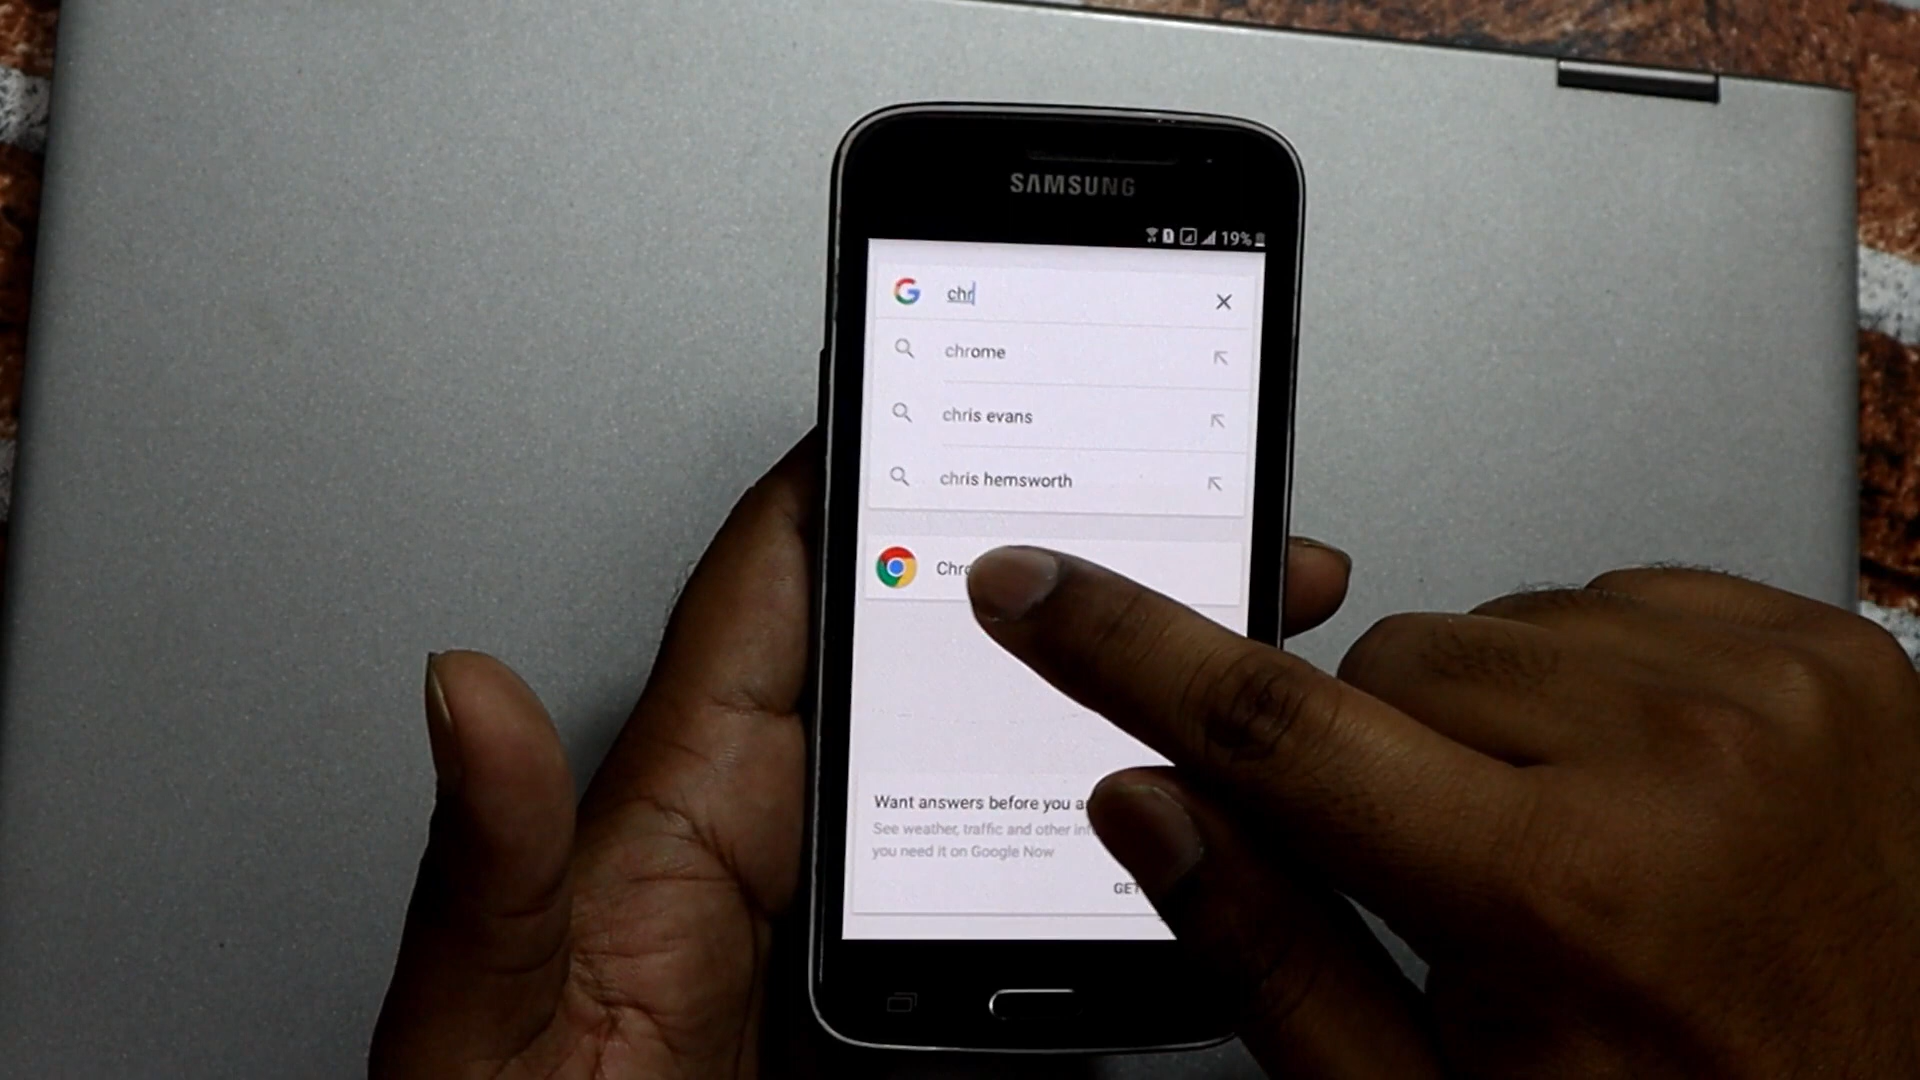 SAMSUNG
19%
chr
chrome
chris evans
chris hemsworth
Want answers before you
See weather, traffic and other
you need it on Google Now